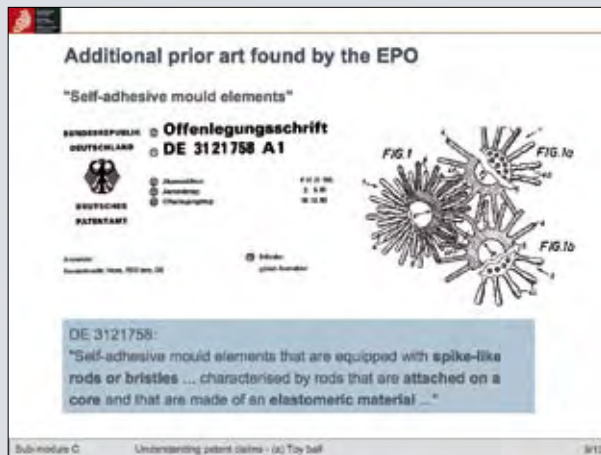 Additional prior art found by the EPO
"Self-adhesive mould elements"
BUNDESREPUBLIK
DEUTSCHLAND
DEUTSCHES
PATENTAMT
Offenlegungsschrift
DE 3121758 A1
FIG.1
FIG.1a
FIG.1b
DE 3121758:
"Self-adhesive mould elements that are equipped with spike-like
rods or bristles ... characterised by rods that are attached on a
core and that are made of an elastomeric material ..."
Sub-module C
Understanding patent claims - (a) Toy ball